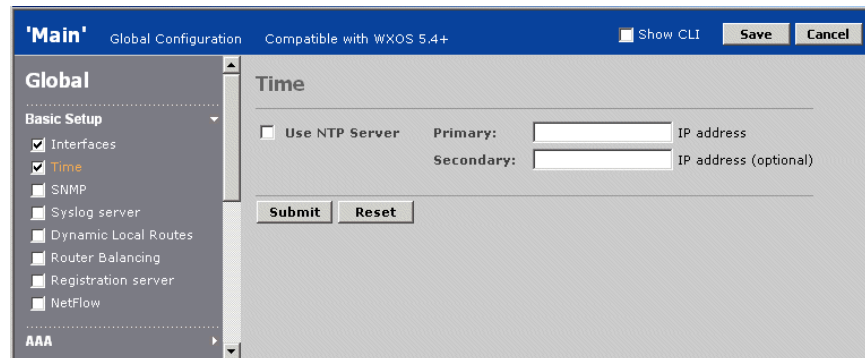 'Main' Global Configuration Compatible with WXOS 5.4+ Show CLI Save Cancel
Global
Basic Setup
Interfaces
Time
SNMP
Syslog server
Dynamic Local Routes
Router Balancing
Registration server
NetFlow
AAA
Time
Use NTP Server Primary: IP address
Secondary: IP address (optional)
Submit Reset